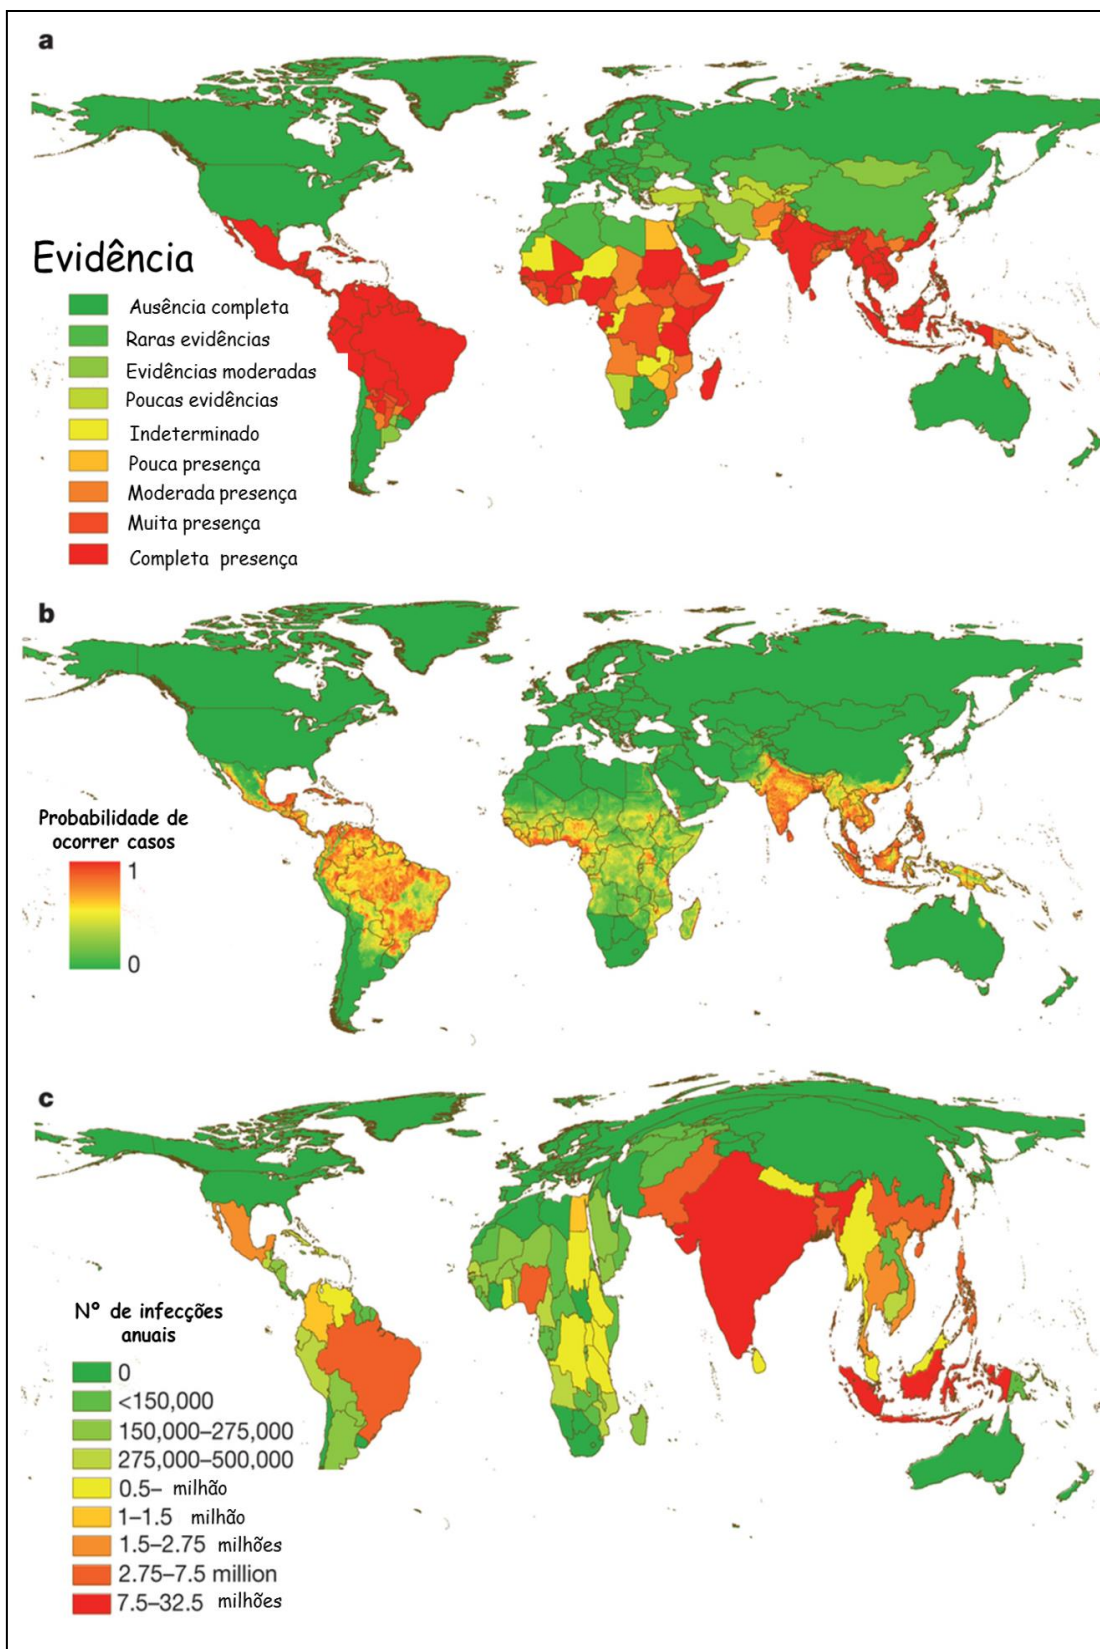 a
Evidência
Ausência completa
Raras evidências
Evidências moderadas
Poucas evidências
Indeterminado
Pouca presença
Moderada presença
Muita presença
Completa presença
b
Probabilidade de
ocorrer casos
1
0
c
Nº de infecções
anuais
0
<150,000
150,000–275,000
275,000–500,000
0.5– milhão
1–1.5 milhão
1.5–2.75 milhões
2.75–7.5 million
7.5–32.5 milhões